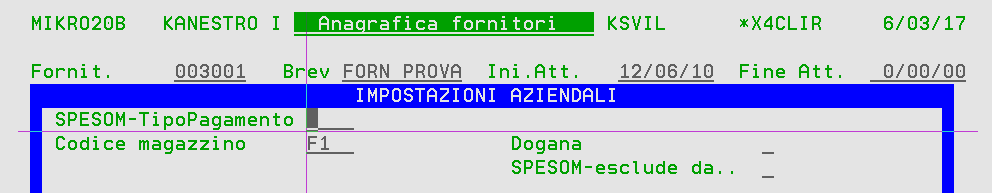 MIKRO20B KANESTRO I Anagrafica fornitori KSVIL *X4CLIR 6/03/17
Fornit. 003001 Brev FORN PROVA Ini.Att. 12/06/10 Fine Att. 0/00/00
IMPOSTAZIONI AZIENDALI
SPESOM-TipoPagamento
Codice magazzino F1 Dogana _
SPESOM-esclude da.. _